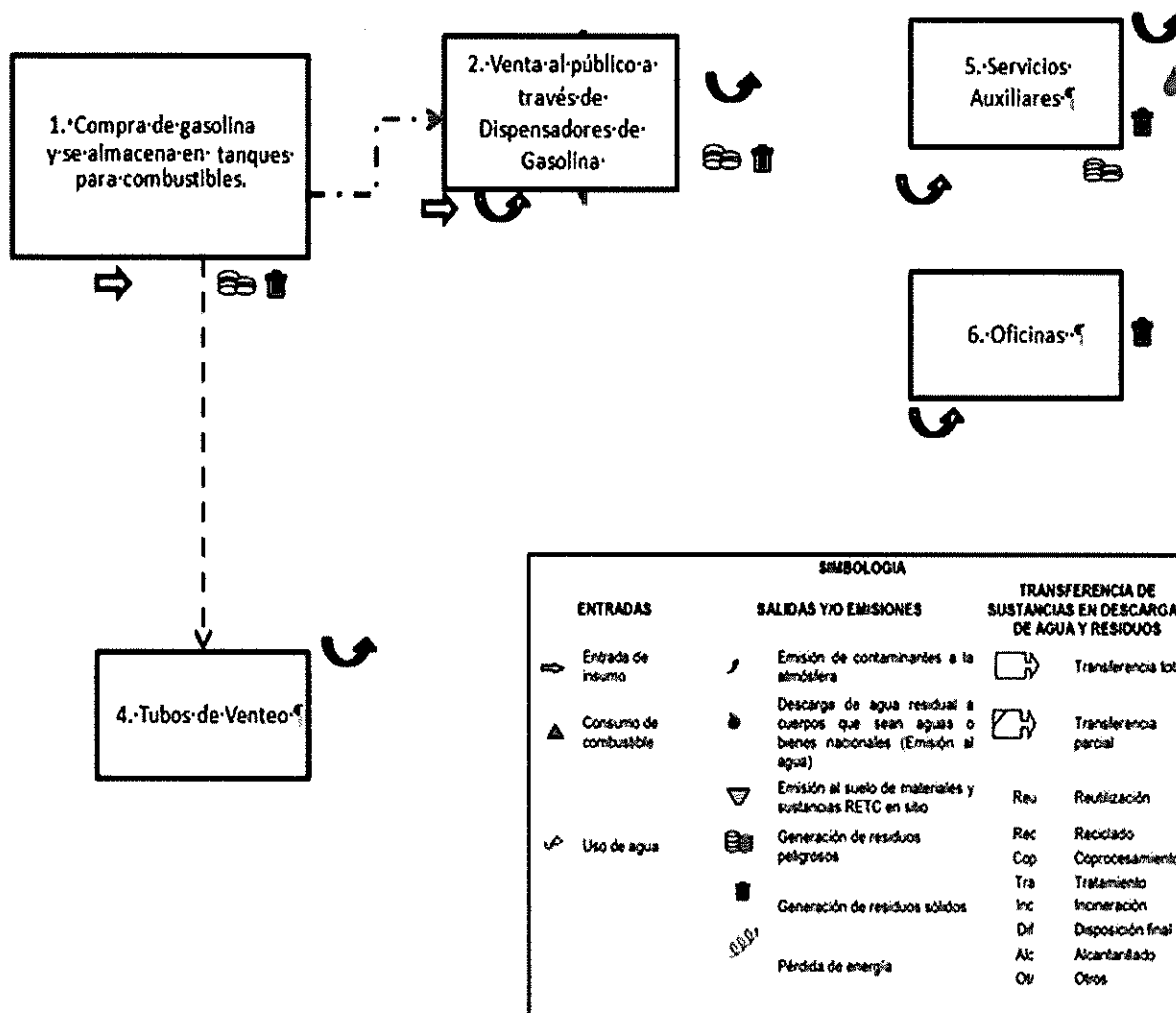 1.·Compra·de·gasolina
y·se·almacena·en· tanques·
para·combustibles.
2.·Venta·al·público·a·
través·de·
Dispensadores·de·
Gasolina·
5.·Servicios·
Auxiliares·¶
6.·Oficinas··¶
4.·Tubos·de·Venteo·¶
SIMBOLOGIA
ENTRADAS
SALIDAS Y/O EMISIONES
TRANSFERENCIA DE
SUSTANCIAS EN DESCARGA
DE AGUA Y RESIDUOS
Entrada de
insumo
Emisión de contaminantes a la
atmósfera
Transferencia tot
Consumo de
combustible
Descarga de agua residual a
cuerpos que sean aguas o
bienes nacionales (Emisión al
agua)
Transferencia
parcial
Emisión al suelo de materiales y
sustancias RETC en sitio
Reu Reutilización
Uso de agua
Generación de residuos
peligrosos
Rec Reciclado
Cop Coprocesamiento
Tra Tratamiento
Generación de residuos sólidos
Inc Incineración
Dif Disposición final
Alc Alcantarillado
Pérdida de energía
Otr Otros